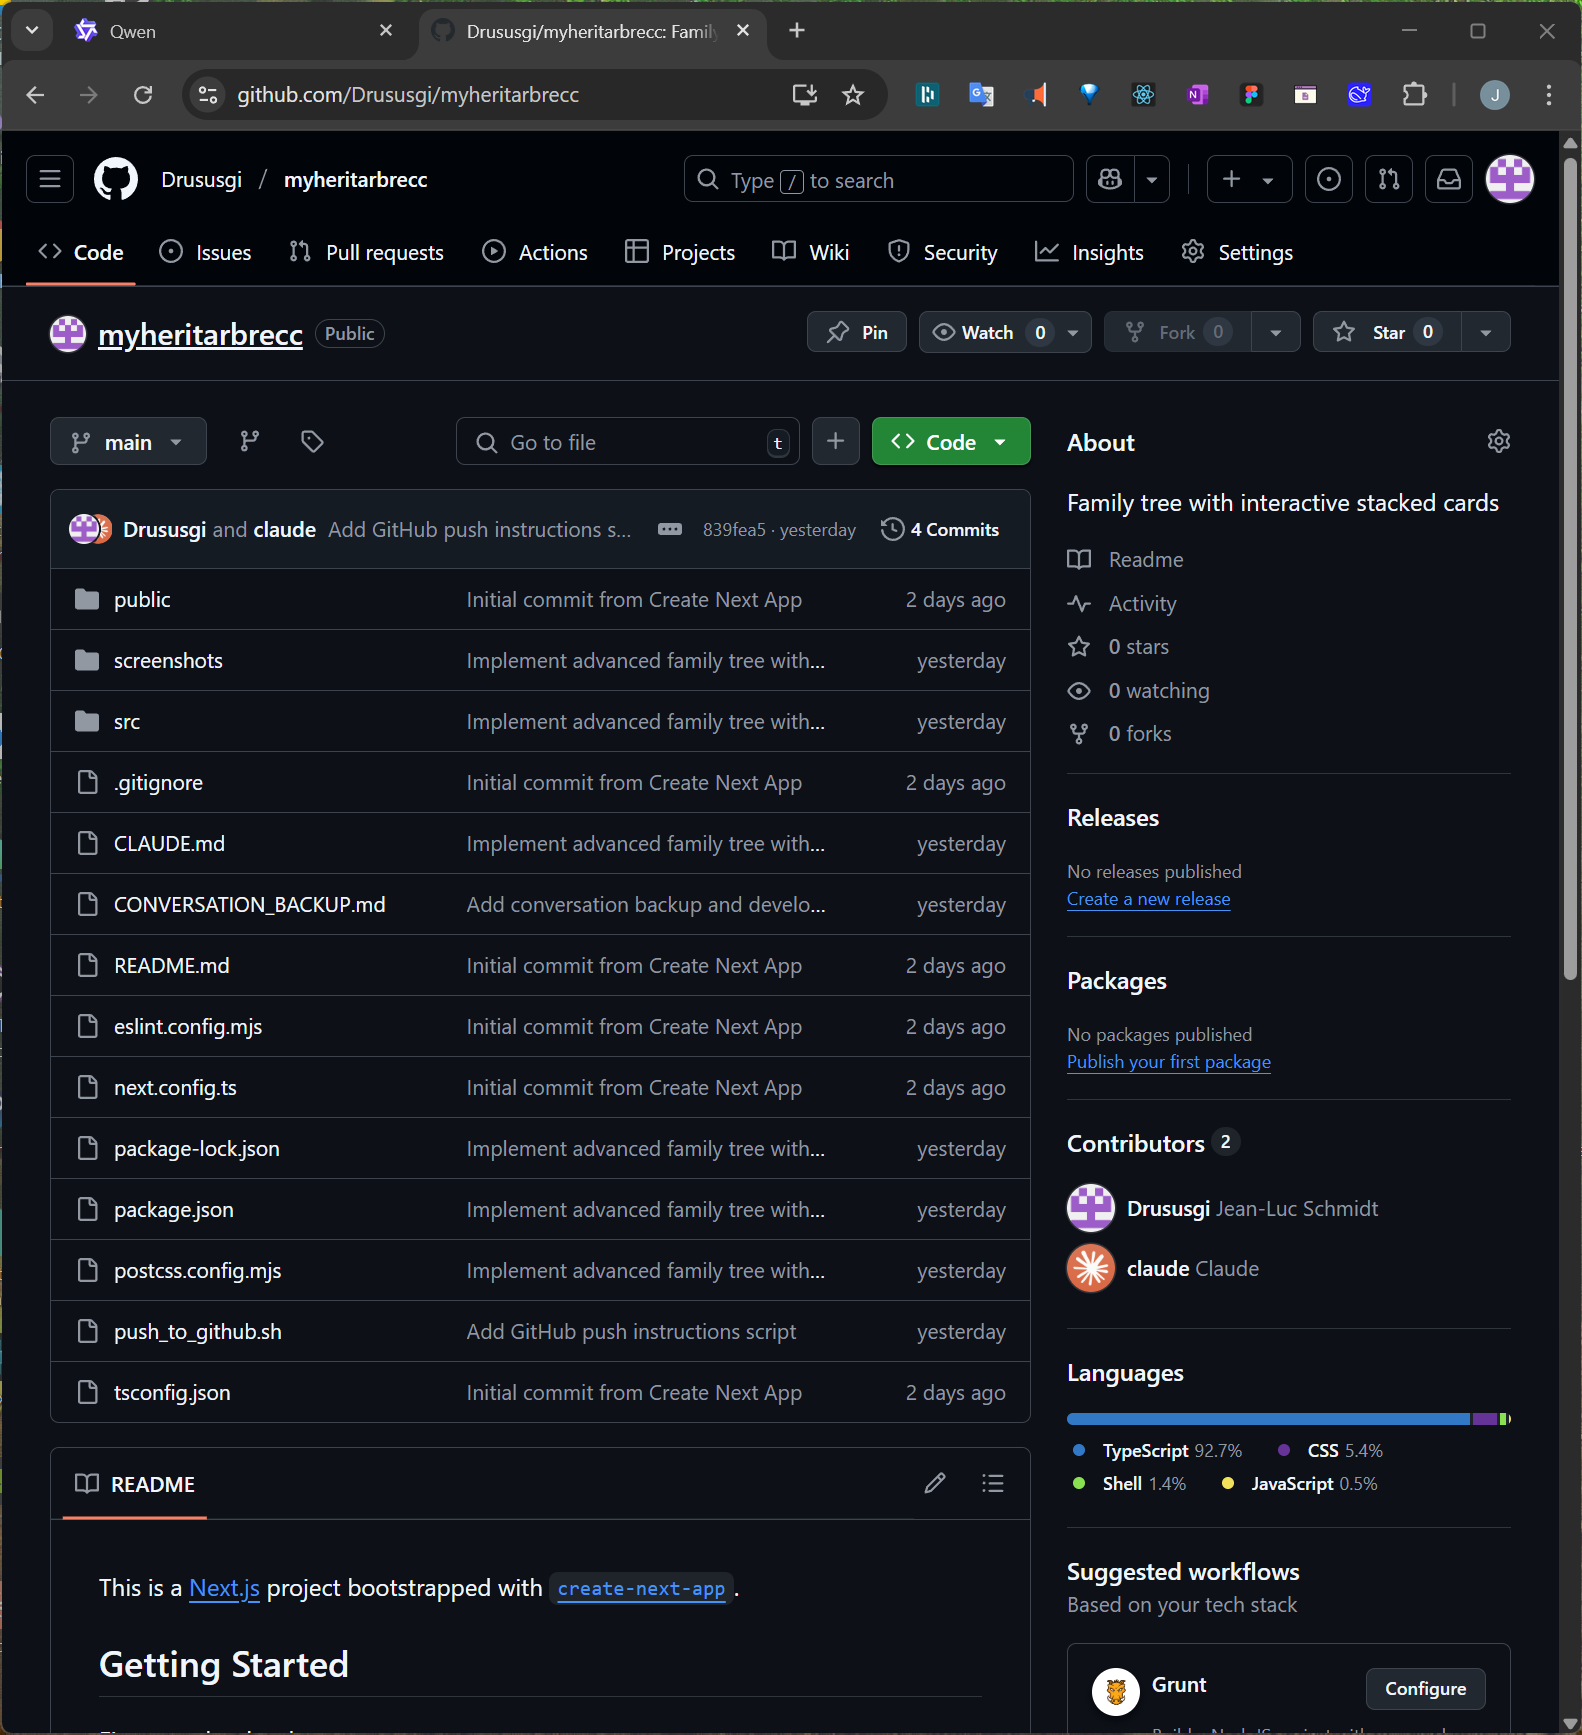 Qwen
Drususgi/myheritarbrecc: Famil
github.com/Drususgi/myheritarbrecc
J
Drususgi / myheritarbrecc
Type / to search
Code
Issues
Pull requests
Actions
Projects
Wiki
Security
Insights
Settings
myheritarbrecc Public
Pin
Watch 0
Fork 0
Star 0
main
Go to file t
Code
Drususgi and claude Add GitHub push instructions s... 839fea5 · yesterday 4 Commits
public Initial commit from Create Next App 2 days ago
screenshots Implement advanced family tree with... yesterday
src Implement advanced family tree with... yesterday
.gitignore Initial commit from Create Next App 2 days ago
CLAUDE.md Implement advanced family tree with... yesterday
CONVERSATION_BACKUP.md Add conversation backup and develo... yesterday
README.md Initial commit from Create Next App 2 days ago
eslint.config.mjs Initial commit from Create Next App 2 days ago
next.config.ts Initial commit from Create Next App 2 days ago
package-lock.json Implement advanced family tree with... yesterday
package.json Implement advanced family tree with... yesterday
postcss.config.mjs Implement advanced family tree with... yesterday
push_to_github.sh Add GitHub push instructions script yesterday
tsconfig.json Initial commit from Create Next App 2 days ago
README
This is a Next.js project bootstrapped with create-next-app.
Getting Started
About
Family tree with interactive stacked cards
Readme
Activity
0 stars
0 watching
0 forks
Releases
No releases published
Create a new release
Packages
No packages published
Publish your first package
Contributors 2
Drususgi Jean-Luc Schmidt
claude Claude
Languages
TypeScript 92.7% CSS 5.4%
Shell 1.4% JavaScript 0.5%
Suggested workflows
Based on your tech stack
Grunt
Configure